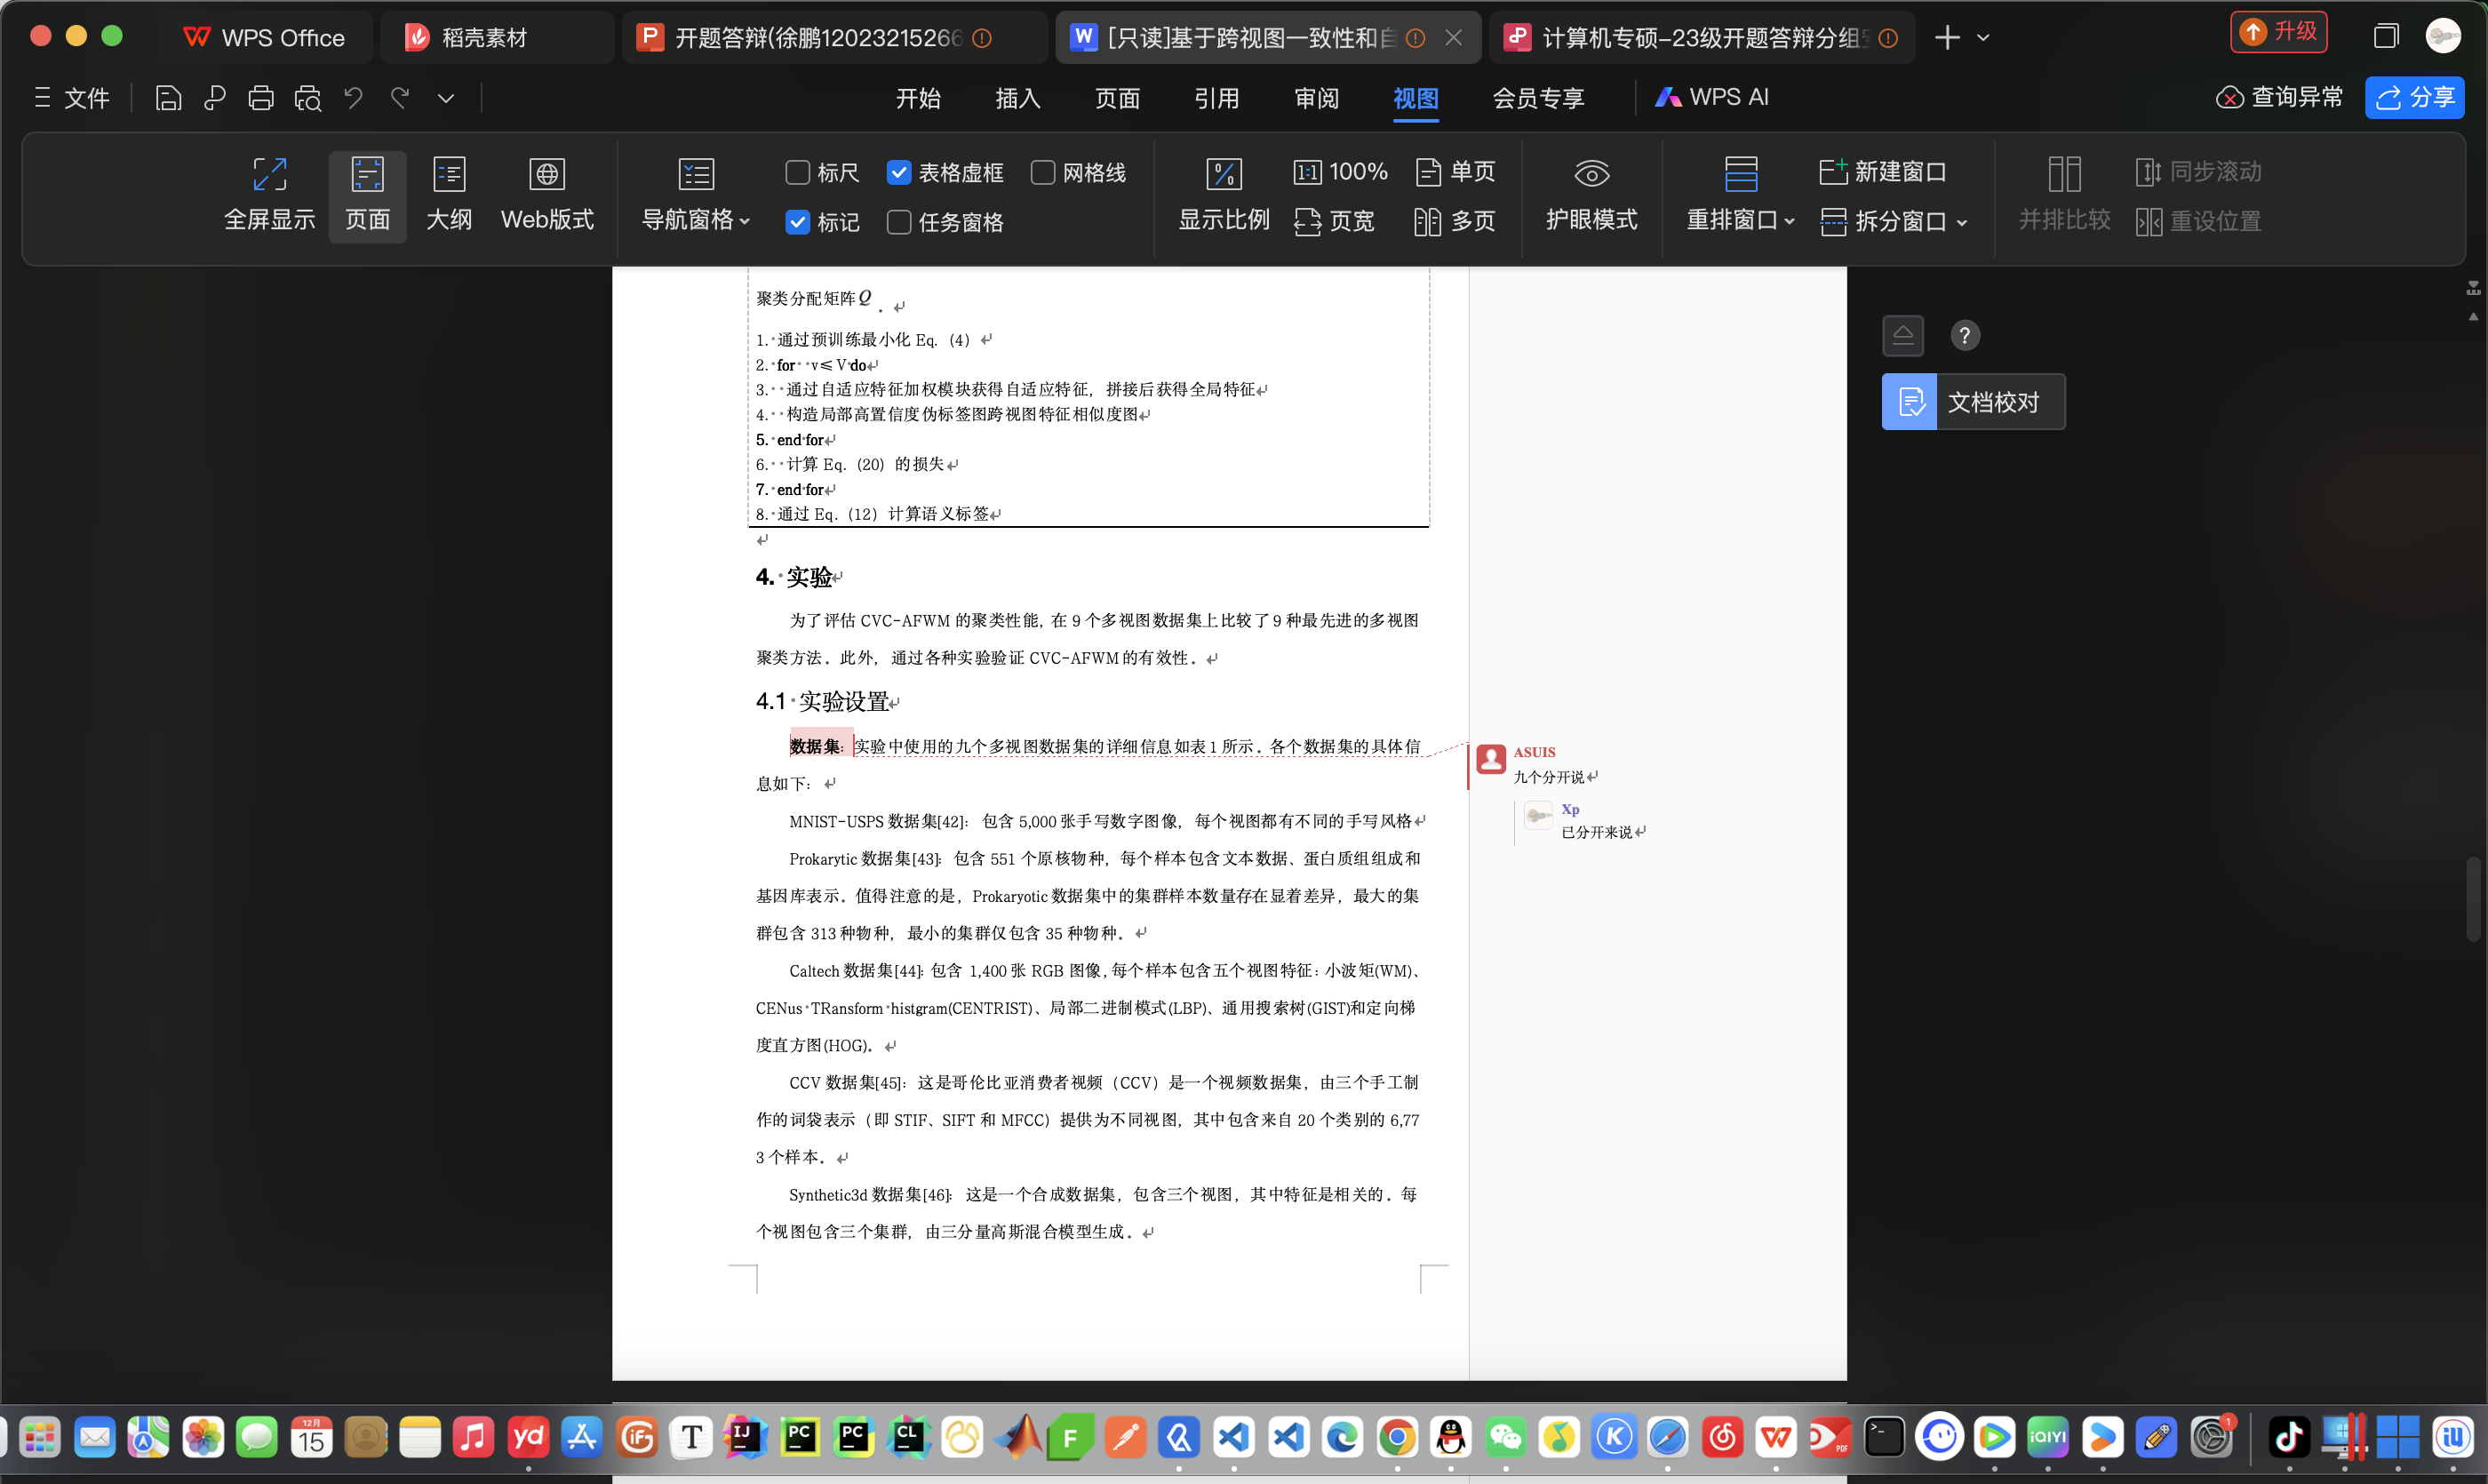 WPS Office
稻壳素材
开题答辩(徐鹏12023215266
[只读]基于跨视图一致性和自
计算机专硕-23级开题答辩分组
升级
文件
开始
插入
页面
引用
审阅
视图
会员专享
WPS AI
查询异常
分享
全屏显示
页面
大纲
Web版式
导航窗格
标尺
表格虚框
网格线
标记
任务窗格
显示比例
100%
页宽
单页
多页
护眼模式
重排窗口
新建窗口
拆分窗口
并排比较
同步滚动
重设位置
文档校对
聚类分配矩阵Q.
1. 通过预训练最小化 Eq.（4）
2. for v≤V do
3. 通过自适应特征加权模块获得自适应特征，拼接后获得全局特征
4. 构造局部高置信度伪标签图跨视图特征相似度图
5. end for
6. 计算 Eq.（20）的损失
7. end for
8. 通过 Eq.（12）计算语义标签
4. 实验
为了评估 CVC-AFWM 的聚类性能, 在 9 个多视图数据集上比较了 9 种最先进的多视图
聚类方法．此外，通过各种实验验证 CVC-AFWM 的有效性．
4.1 实验设置
数据集：实验中使用的九个多视图数据集的详细信息如表 1 所示．各个数据集的具体信
息如下：
MNIST-USPS 数据集[42]：包含 5,000 张手写数字图像，每个视图都有不同的手写风格
Prokarytic 数据集[43]：包含 551 个原核物种，每个样本包含文本数据、蛋白质组组成和
基因库表示．值得注意的是，Prokaryotic 数据集中的集群样本数量存在显着差异，最大的集
群包含 313 种物种，最小的集群仅包含 35 种物种．
Caltech 数据集[44]: 包含 1,400 张 RGB 图像, 每个样本包含五个视图特征：小波矩(WM)、
CENus TRansform histgram(CENTRIST)、局部二进制模式(LBP)、通用搜索树(GIST)和定向梯
度直方图(HOG)．
CCV 数据集[45]：这是哥伦比亚消费者视频（CCV）是一个视频数据集，由三个手工制
作的词袋表示（即 STIF、SIFT 和 MFCC）提供为不同视图，其中包含来自 20 个类别的 6,77
3 个样本．
Synthetic3d 数据集[46]：这是一个合成数据集，包含三个视图，其中特征是相关的．每
个视图包含三个集群，由三分量高斯混合模型生成．
ASUIS
九个分开说
Xp
已分开来说
12月
15
yd
T
IJ
PC
PC
CL
F
K
PDF
iQIYI
1